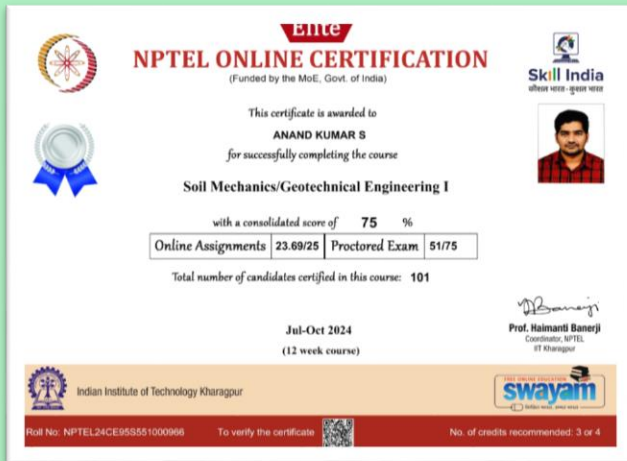 Elite
NPTEL ONLINE CERTIFICATION
(Funded by the MoE, Govt. of India)
Skill India
कौशल भारत - कुशल भारत
This certificate is awarded to
ANAND KUMAR S
for successfully completing the course
Soil Mechanics/Geotechnical Engineering I
with a consolidated score of 75 %
Online Assignments 23.69/25 Proctored Exam 51/75
Total number of candidates certified in this course: 101
Jul-Oct 2024
(12 week course)
Prof. Haimanti Banerji
Coordinator, NPTEL
IIT Kharagpur
Indian Institute of Technology Kharagpur
FREE ONLINE EDUCATION
swayam
Roll No: NPTEL24CE95S551000966 To verify the certificate No. of credits recommended: 3 or 4